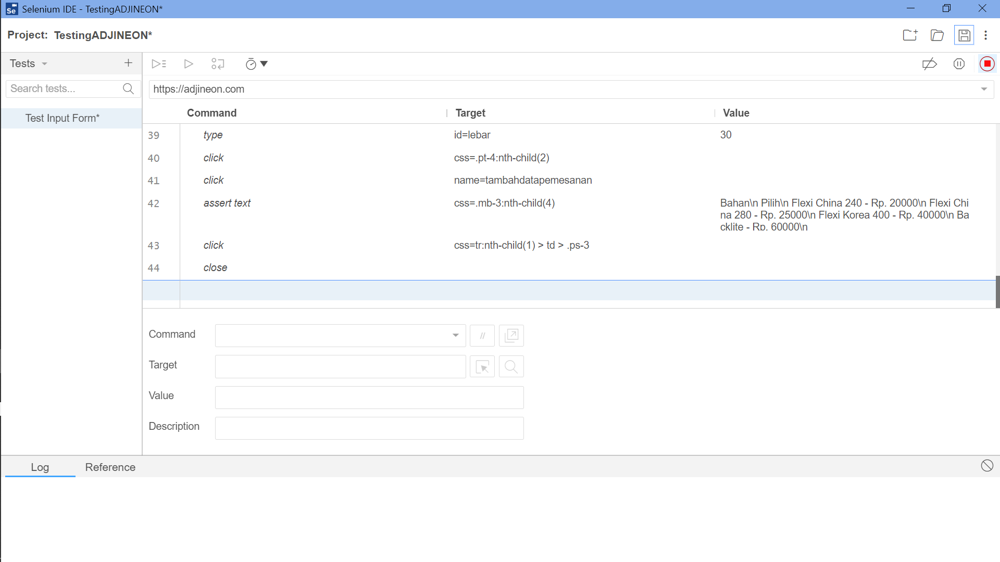 Selenium IDE - TestingADJINEON*
Project: TestingADJINEON*
Tests
Search tests...
https://adjineon.com
Test Input Form*
Command Target Value
39 type id=lebar 30
40 click css=.pt-4:nth-child(2)
41 click name=tambahdatapemesanan
42 assert text css=.mb-3:nth-child(4) Bahan\n Pilih\n Flexi China 240 - Rp. 20000\n Flexi Chi
na 280 - Rp. 25000\n Flexi Korea 400 - Rp. 40000\n Ba
cklite - Rp. 60000\n
43 click css=tr:nth-child(1) > td > .ps-3
44 close
Command
//
Target
Value
Description
Log Reference